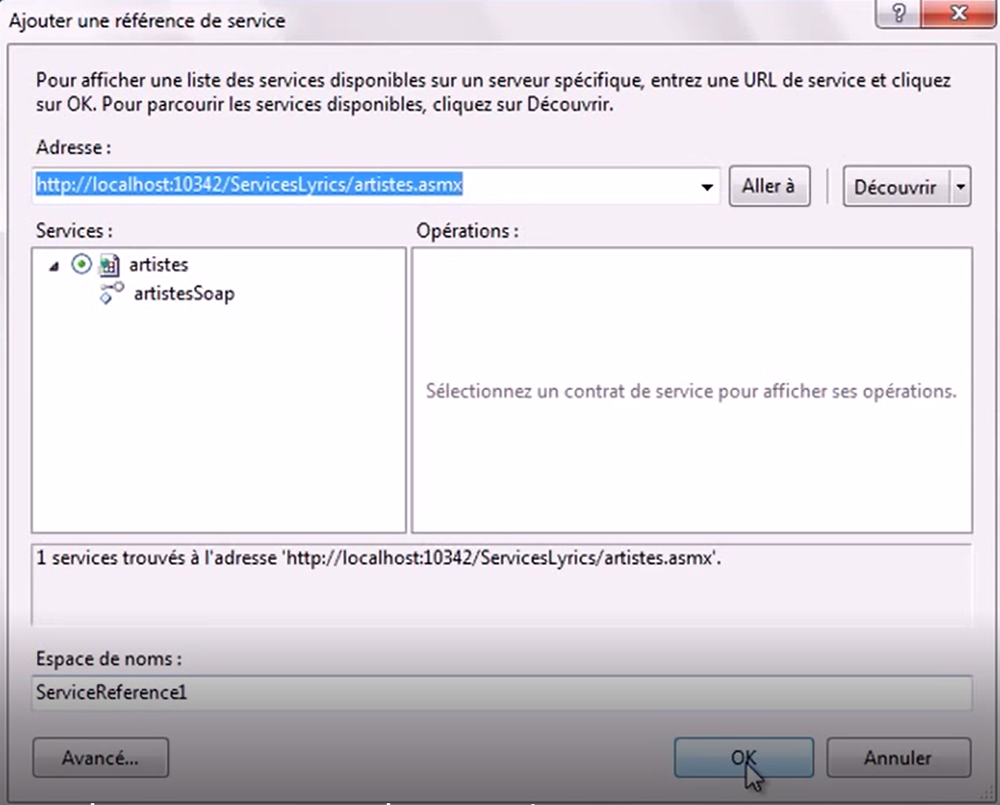 Ajouter une référence de service
Pour afficher une liste des services disponibles sur un serveur spécifique, entrez une URL de service et cliquez
sur OK. Pour parcourir les services disponibles, cliquez sur Découvrir.
Adresse :
http://localhost:10342/ServicesLyrics/artistes.asmx
Aller à
Découvrir
Services :
Opérations :
artistes
artistesSoap
Sélectionnez un contrat de service pour afficher ses opérations.
1 services trouvés à l'adresse 'http://localhost:10342/ServicesLyrics/artistes.asmx'.
Espace de noms :
ServiceReference1
Avancé...
OK
Annuler